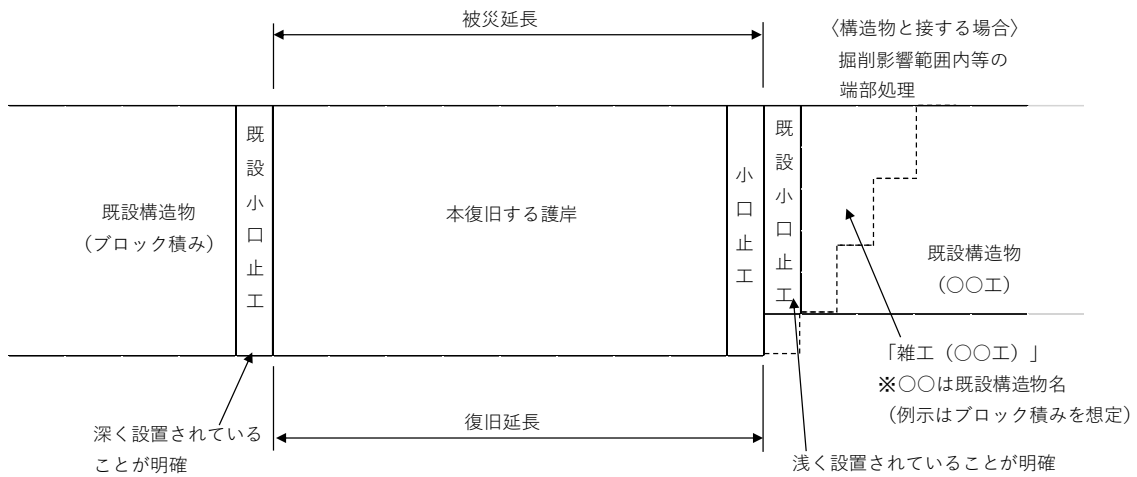 被災延長
〈構造物と接する場合〉
掘削影響範囲内等の
端部処理
既設小口止工
既設構造物
（ブロック積み）
本復旧する護岸
小口止工
既設小口止工
既設構造物
（○○工）
「雑工（○○工）」
※○○は既設構造物名
（例示はブロック積みを想定）
復旧延長
深く設置されている
ことが明確
浅く設置されていることが明確